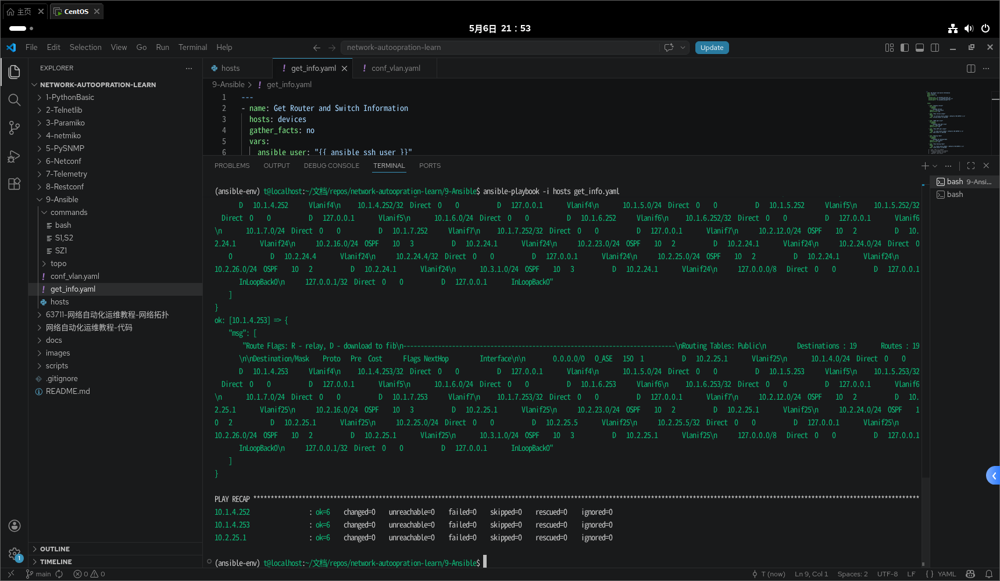 主页
CentOS
5月6日 21：53
File Edit Selection View Go Run Terminal Help
network-autoopration-learn
Update
EXPLORER
NETWORK-AUTOOPRATION-LEARN
1-PythonBasic
2-Telnetlib
3-Paramiko
4-netmiko
5-PySNMP
6-Netconf
7-Telemetry
8-Restconf
9-Ansible
commands
bash
S1,S2
SZ1
topo
conf_vlan.yaml
get_info.yaml
hosts
63711-网络自动化运维教程-网络拓扑
网络自动化运维教程-代码
docs
images
scripts
.gitignore
README.md
OUTLINE
TIMELINE
hosts
get_info.yaml
conf_vlan.yaml
9-Ansible > get_info.yaml
1 ---
2 - name: Get Router and Switch Information
3 hosts: devices
4 gather_facts: no
5 vars:
6 ansible_user: "{{ ansible_ssh_user }}"
PROBLEMS OUTPUT DEBUG CONSOLE TERMINAL PORTS
bash 9-Ansi...
bash
(ansible-env) t@localhost:~/文档/repos/network-autoopration-learn/9-Ansible$ ansible-playbook -i hosts get_info.yaml
D 10.1.4.252 Vlanif4\n 10.1.4.252/32 Direct 0 0 D 127.0.0.1 Vlanif4\n 10.1.5.0/24 Direct 0 0 D 10.1.5.252 Vlanif5\n 10.1.5.252/32
Direct 0 0 D 127.0.0.1 Vlanif5\n 10.1.6.0/24 Direct 0 0 D 10.1.6.252 Vlanif6\n 10.1.6.252/32 Direct 0 0 D 127.0.0.1 Vlanif6
\n 10.1.7.0/24 Direct 0 0 D 10.1.7.252 Vlanif7\n 10.1.7.252/32 Direct 0 0 D 127.0.0.1 Vlanif7\n 10.2.12.0/24 OSPF 10 2 D 10.
2.24.1 Vlanif24\n 10.2.16.0/24 OSPF 10 3 D 10.2.24.1 Vlanif24\n 10.2.23.0/24 OSPF 10 2 D 10.2.24.1 Vlanif24\n 10.2.24.0/24 Direct 0
0 D 10.2.24.4 Vlanif24\n 10.2.24.4/32 Direct 0 0 D 127.0.0.1 Vlanif24\n 10.2.25.0/24 OSPF 10 2 D 10.2.24.1 Vlanif24\n
10.2.26.0/24 OSPF 10 2 D 10.2.24.1 Vlanif24\n 10.3.1.0/24 OSPF 10 3 D 10.2.24.1 Vlanif24\n 127.0.0.0/8 Direct 0 0 D 127.0.0.1
InLoopBack0\n 127.0.0.1/32 Direct 0 0 D 127.0.0.1 InLoopBack0"
]
}
ok: [10.1.4.253] => {
"msg": [
"Route Flags: R - relay, D - download to fib\n------------------------------------------------------------------------------\nRouting Tables: Public\n Destinations : 19 Routes : 19
\n\nDestination/Mask Proto Pre Cost Flags NextHop Interface\n\n 0.0.0.0/0 O_ASE 150 1 D 10.2.25.1 Vlanif25\n 10.1.4.0/24 Direct 0 0
D 10.1.4.253 Vlanif4\n 10.1.4.253/32 Direct 0 0 D 127.0.0.1 Vlanif4\n 10.1.5.0/24 Direct 0 0 D 10.1.5.253 Vlanif5\n 10.1.5.253/32
Direct 0 0 D 127.0.0.1 Vlanif5\n 10.1.6.0/24 Direct 0 0 D 10.1.6.253 Vlanif6\n 10.1.6.253/32 Direct 0 0 D 127.0.0.1 Vlanif6
\n 10.1.7.0/24 Direct 0 0 D 10.1.7.253 Vlanif7\n 10.1.7.253/32 Direct 0 0 D 127.0.0.1 Vlanif7\n 10.2.12.0/24 OSPF 10 2 D 10.
2.25.1 Vlanif25\n 10.2.16.0/24 OSPF 10 3 D 10.2.25.1 Vlanif25\n 10.2.23.0/24 OSPF 10 2 D 10.2.25.1 Vlanif25\n 10.2.24.0/24 OSPF 1
0 2 D 10.2.25.1 Vlanif25\n 10.2.25.0/24 Direct 0 0 D 10.2.25.5 Vlanif25\n 10.2.25.5/32 Direct 0 0 D 127.0.0.1 Vlanif25\n
10.2.26.0/24 OSPF 10 2 D 10.2.25.1 Vlanif25\n 10.3.1.0/24 OSPF 10 3 D 10.2.25.1 Vlanif25\n 127.0.0.0/8 Direct 0 0 D 127.0.0.1
InLoopBack0\n 127.0.0.1/32 Direct 0 0 D 127.0.0.1 InLoopBack0"
]
}
PLAY RECAP ***********************************************************************
10.1.4.252 : ok=6 changed=0 unreachable=0 failed=0 skipped=0 rescued=0 ignored=0
10.1.4.253 : ok=6 changed=0 unreachable=0 failed=0 skipped=0 rescued=0 ignored=0
10.2.25.1 : ok=6 changed=0 unreachable=0 failed=0 skipped=0 rescued=0 ignored=0
(ansible-env) t@localhost:~/文档/repos/network-autoopration-learn/9-Ansible$
1
main 0 0 T (now) Ln 9, Col 1 Spaces: 2 UTF-8 LF { } YAML